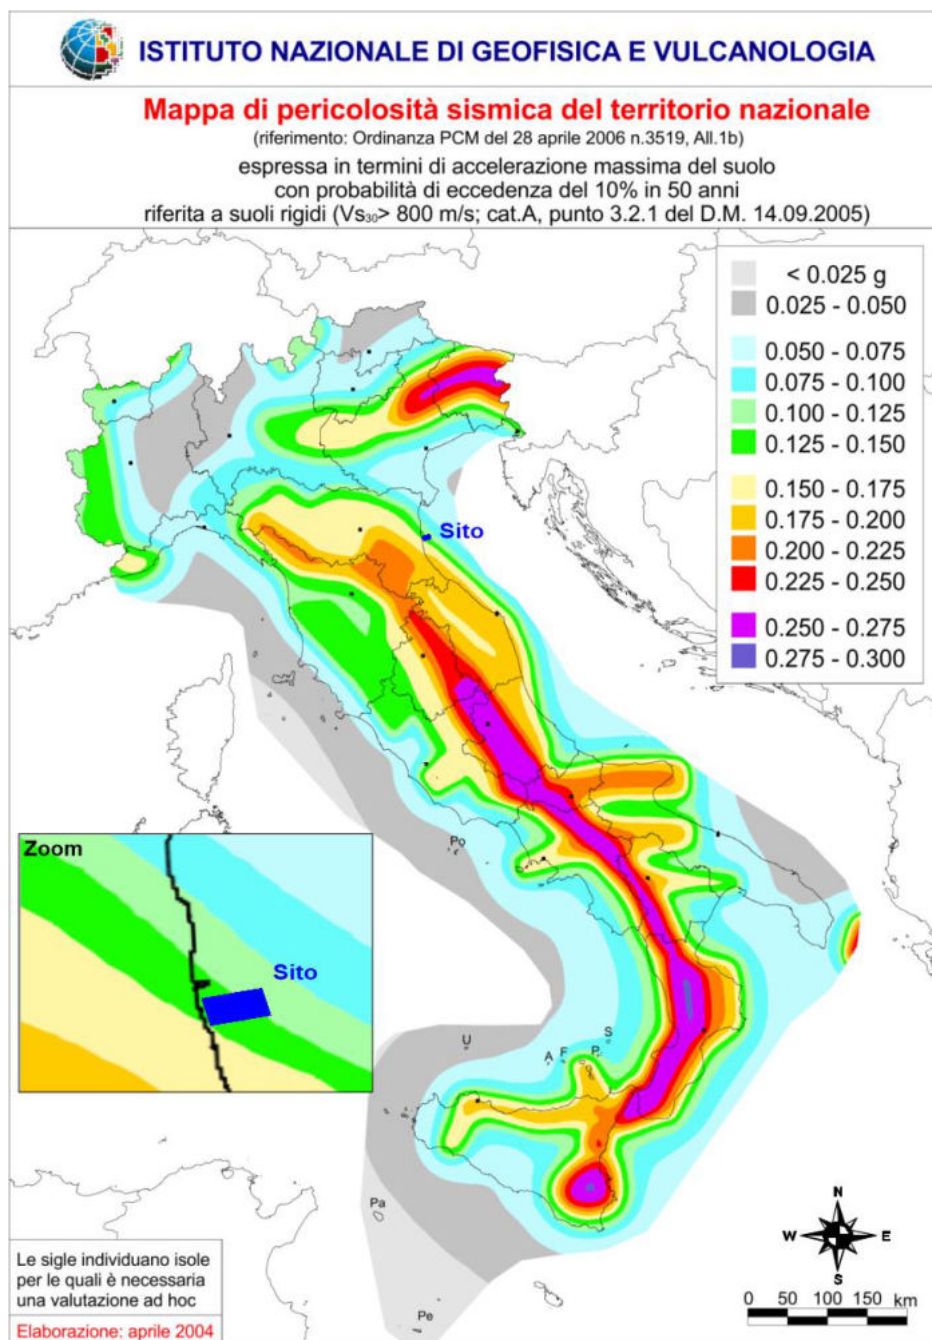 ISTITUTO NAZIONALE DI GEOFISICA E VULCANOLOGIA
Mappa di pericolosità sismica del territorio nazionale
(riferimento: Ordinanza PCM del 28 aprile 2006 n.3519, All.1b)
espressa in termini di accelerazione massima del suolo
con probabilità di eccedenza del 10% in 50 anni
riferita a suoli rigidi (Vs30> 800 m/s; cat.A, punto 3.2.1 del D.M. 14.09.2005)
< 0.025 g
0.025 - 0.050
0.050 - 0.075
0.075 - 0.100
0.100 - 0.125
0.125 - 0.150
0.150 - 0.175
0.175 - 0.200
0.200 - 0.225
0.225 - 0.250
0.250 - 0.275
0.275 - 0.300
Sito
Zoom
Sito
Po
U
S
A F P
Pa
Pe
N
W E
S
0 50 100 150 km
Le sigle individuano isole
per le quali è necessaria
una valutazione ad hoc
Elaborazione: aprile 2004